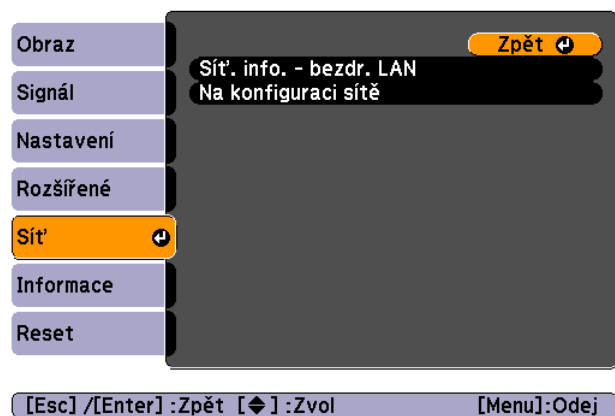 Obraz
Signál
Nastavení
Rozšířené
Síť
Informace
Reset
Zpět
Síť. info. - bezdr. LAN
Na konfiguraci sítě
[Esc] /[Enter] :Zpět [◆] :Zvol [Menu]:Odej